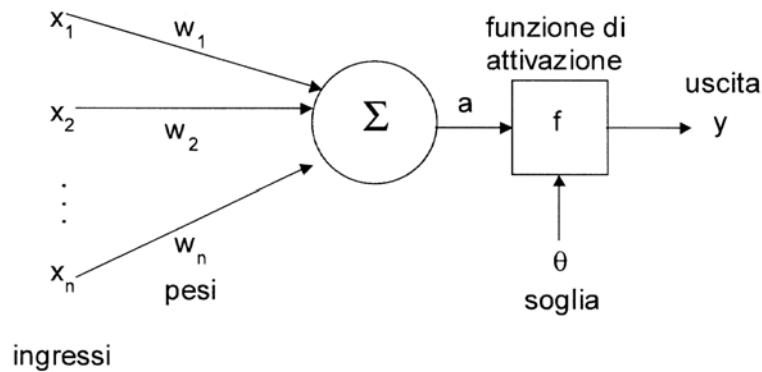 x1
w1
x2
w2
xn
wn
pesi
ingressi
Σ
a
funzione di
attivazione
f
θ
soglia
uscita
y